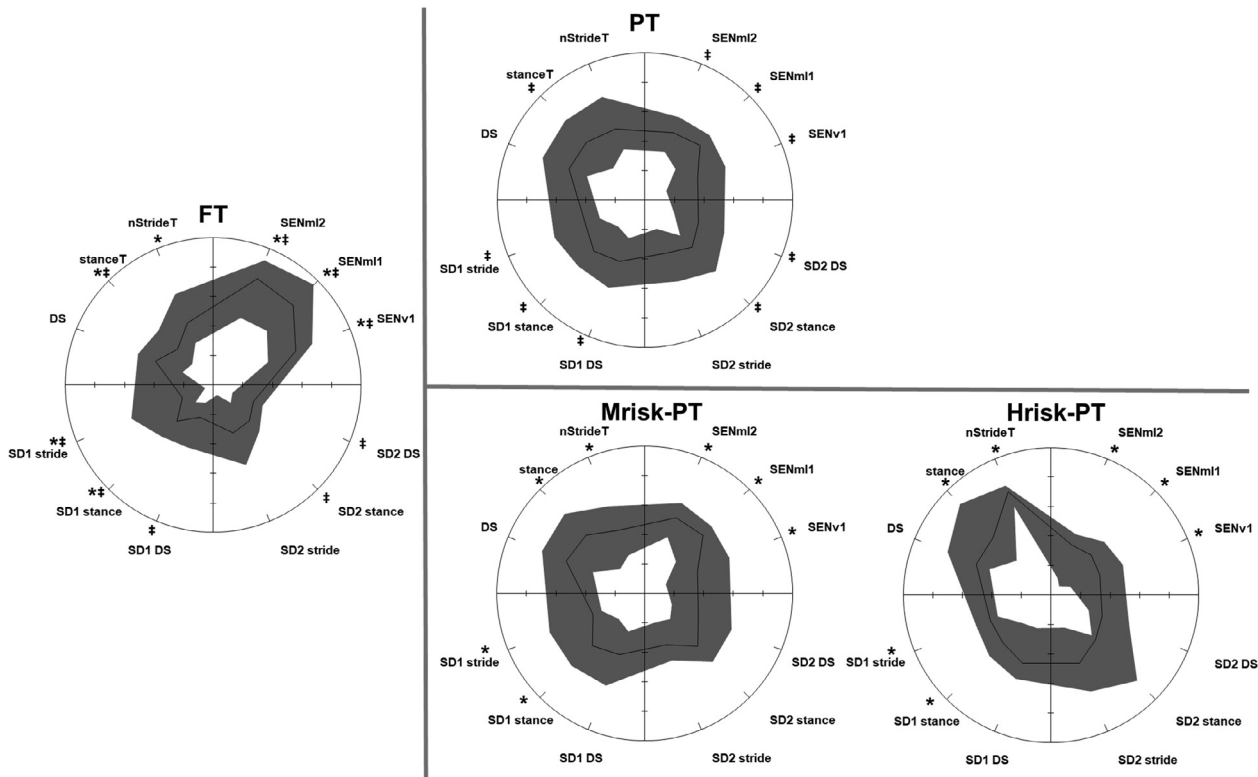 FT
nStrideT
*
SENml2
*‡
stanceT
*‡
SENml1
*‡
DS
SENv1
*‡
SD1 stride
*‡
SD2 DS
‡
SD1 stance
*‡
SD2 stance
‡
SD1 DS
‡
SD2 stride
PT
nStrideT
SENml2
‡
stanceT
‡
SENml1
‡
DS
SENv1
‡
SD1 stride
‡
SD2 DS
‡
SD1 stance
‡
SD2 stance
‡
SD1 DS
‡
SD2 stride
Mrisk-PT
nStrideT
*
SENml2
*
stance
*
SENml1
*
DS
SENv1
*
SD1 stride
*
SD2 DS
SD1 stance
*
SD2 stance
SD1 DS
SD2 stride
Hrisk-PT
nStrideT
*
SENml2
*
stance
*
SENml1
*
DS
SENv1
*
SD1 stride
*
SD2 DS
SD1 stance
*
SD2 stance
SD1 DS
SD2 stride